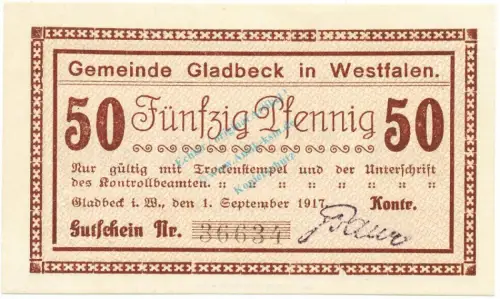 Gemeinde Gladbeck in Westfalen.
50 Fünfzig Pfennig 50
Nur gültig mit Trockenstempel und der Unterschrift
des Kontrollbeamten. " " " " " " "
Gladbeck i. W., den 1. September 1917. Kontr.
Gutschein Nr. 36634